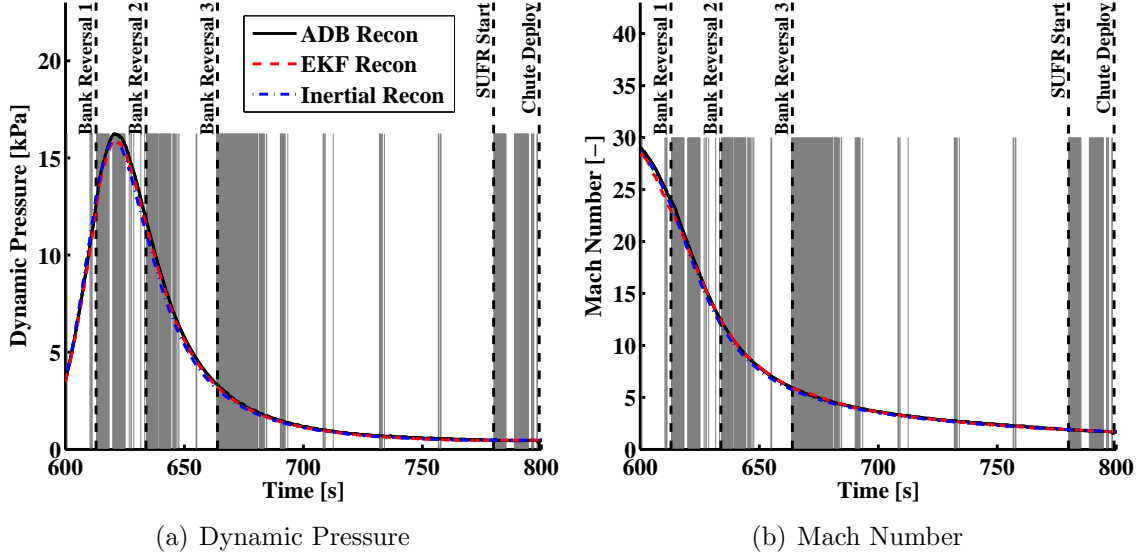 Dynamic Pressure [kPa]
0
5
10
15
20
600
650
700
750
800
Time [s]
Bank Reversal 1
Bank Reversal 2
Bank Reversal 3
SUFR Start
Chute Deploy
ADB Recon
EKF Recon
Inertial Recon
(a) Dynamic Pressure
Mach Number [−]
0
5
10
15
20
25
30
35
40
600
650
700
750
800
Time [s]
Bank Reversal 1
Bank Reversal 2
Bank Reversal 3
SUFR Start
Chute Deploy
(b) Mach Number